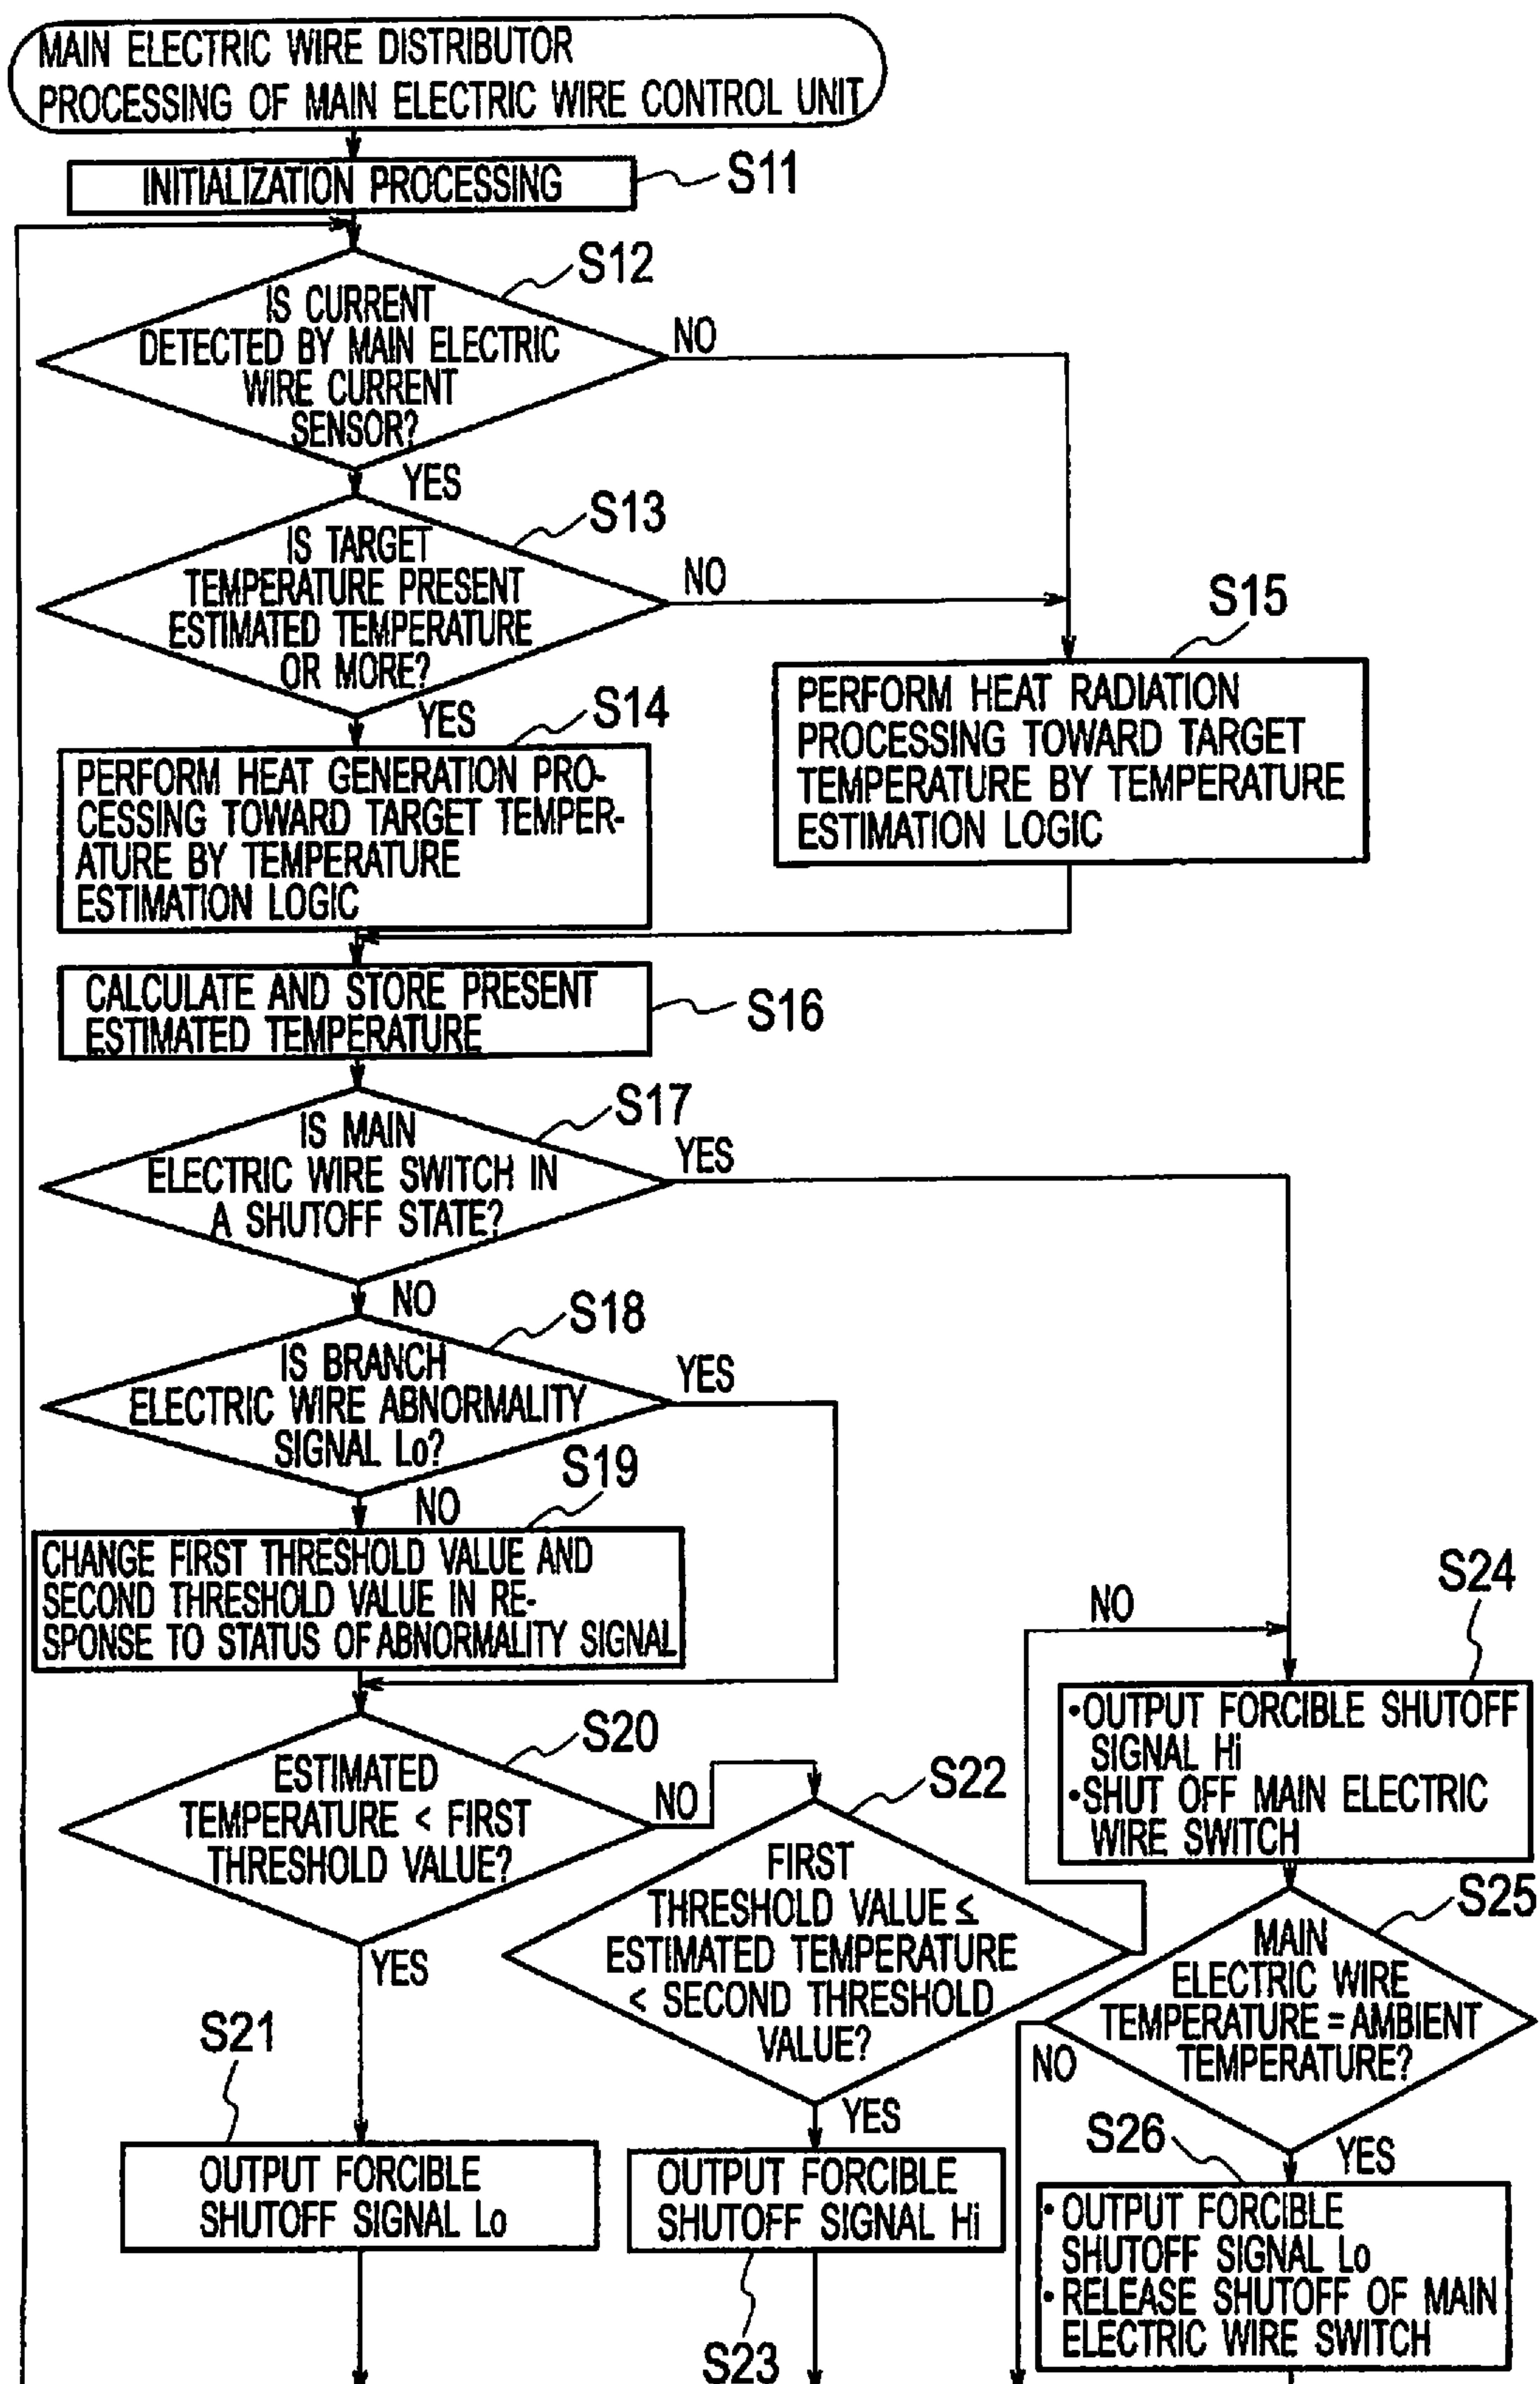 MAIN ELECTRIC WIRE DISTRIBUTOR
PROCESSING OF MAIN ELECTRIC WIRE CONTROL UNIT
INITIALIZATION PROCESSING
S11
S12
IS CURRENT
DETECTED BY MAIN ELECTRIC
WIRE CURRENT
SENSOR?
NO
YES
S13
IS TARGET
TEMPERATURE PRESENT
ESTIMATED TEMPERATURE
OR MORE?
NO
YES
S14
PERFORM HEAT GENERATION PRO-
CESSING TOWARD TARGET TEMPER-
ATURE BY TEMPERATURE
ESTIMATION LOGIC
S15
PERFORM HEAT RADIATION
PROCESSING TOWARD TARGET
TEMPERATURE BY TEMPERATURE
ESTIMATION LOGIC
CALCULATE AND STORE PRESENT
ESTIMATED TEMPERATURE
S16
S17
IS MAIN
ELECTRIC WIRE SWITCH IN
A SHUTOFF STATE?
YES
NO
S18
IS BRANCH
ELECTRIC WIRE ABNORMALITY
SIGNAL Lo?
YES
NO
S19
CHANGE FIRST THRESHOLD VALUE AND
SECOND THRESHOLD VALUE IN RE-
SPONSE TO STATUS OF ABNORMALITY SIGNAL
S20
ESTIMATED
TEMPERATURE < FIRST
THRESHOLD VALUE?
NO
YES
S21
OUTPUT FORCIBLE
SHUTOFF SIGNAL Lo
S22
FIRST
THRESHOLD VALUE ≤
ESTIMATED TEMPERATURE
< SECOND THRESHOLD
VALUE?
NO
YES
OUTPUT FORCIBLE
SHUTOFF SIGNAL Hi
S23
S24
•OUTPUT FORCIBLE SHUTOFF
SIGNAL Hi
•SHUT OFF MAIN ELECTRIC
WIRE SWITCH
S25
MAIN
ELECTRIC WIRE
TEMPERATURE = AMBIENT
TEMPERATURE?
NO
YES
S26
• OUTPUT FORCIBLE
SHUTOFF SIGNAL Lo
• RELEASE SHUTOFF OF MAIN
ELECTRIC WIRE SWITCH